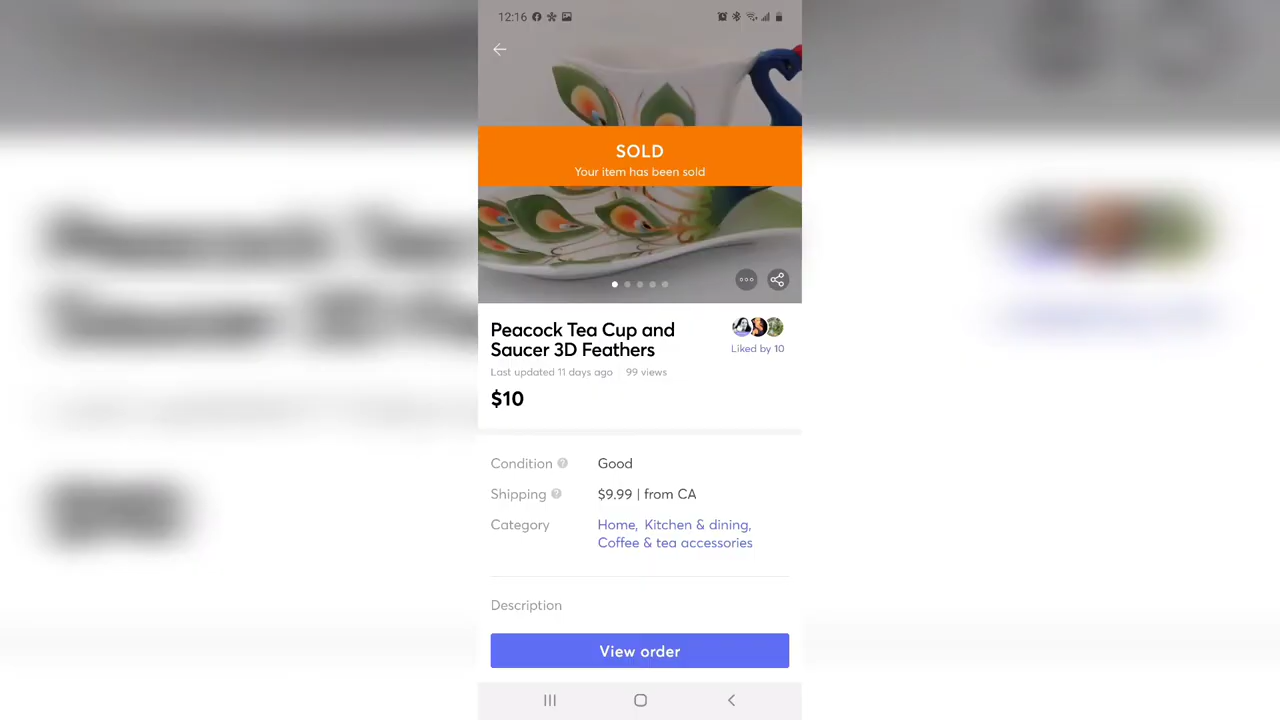 12:16
SOLD
Your item has been sold
Peacock Tea Cup and
Saucer 3D Feathers
Liked by 10
Last updated 11 days ago 99 views
$10
Condition ? Good
Shipping ? $9.99 | from CA
Category Home, Kitchen & dining,
Coffee & tea accessories
Description
View order